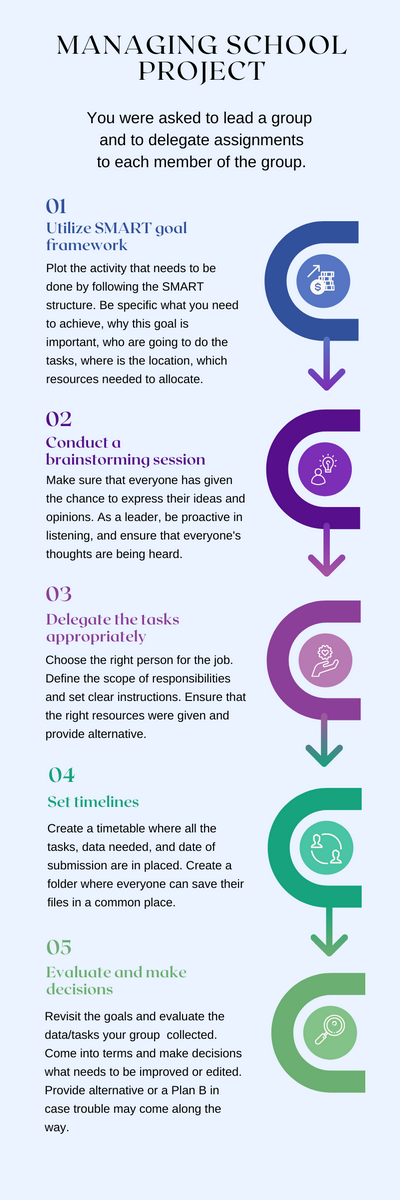 MANAGING SCHOOL
PROJECT
You were asked to lead a group
and to delegate assignments
to each member of the group.
01
Utilize SMART goal
framework
Plot the activity that needs to be
done by following the SMART
structure. Be specific what you need
to achieve, why this goal is
important, who are going to do the
tasks, where is the location, which
resources needed to allocate.
02
Conduct a
brainstorming session
Make sure that everyone has given
the chance to express their ideas and
opinions. As a leader, be proactive in
listening, and ensure that everyone's
thoughts are being heard.
03
Delegate the tasks
appropriately
Choose the right person for the job.
Define the scope of responsibilities
and set clear instructions. Ensure that
the right resources were given and
provide alternative.
04
Set timelines
Create a timetable where all the
tasks, data needed, and date of
submission are in placed. Create a
folder where everyone can save their
files in a common place.
05
Evaluate and make
decisions
Revisit the goals and evaluate the
data/tasks your group  collected.
Come into terms and make decisions
what needs to be improved or edited.
Provide alternative or a Plan B in
case trouble may come along the
way.